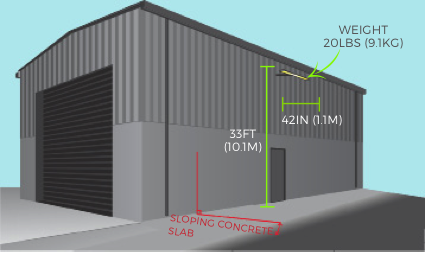 WEIGHT
20LBS (9.1KG)
42IN (1.1M)
33FT
(10.1M)
SLOPING CONCRETE
SLAB